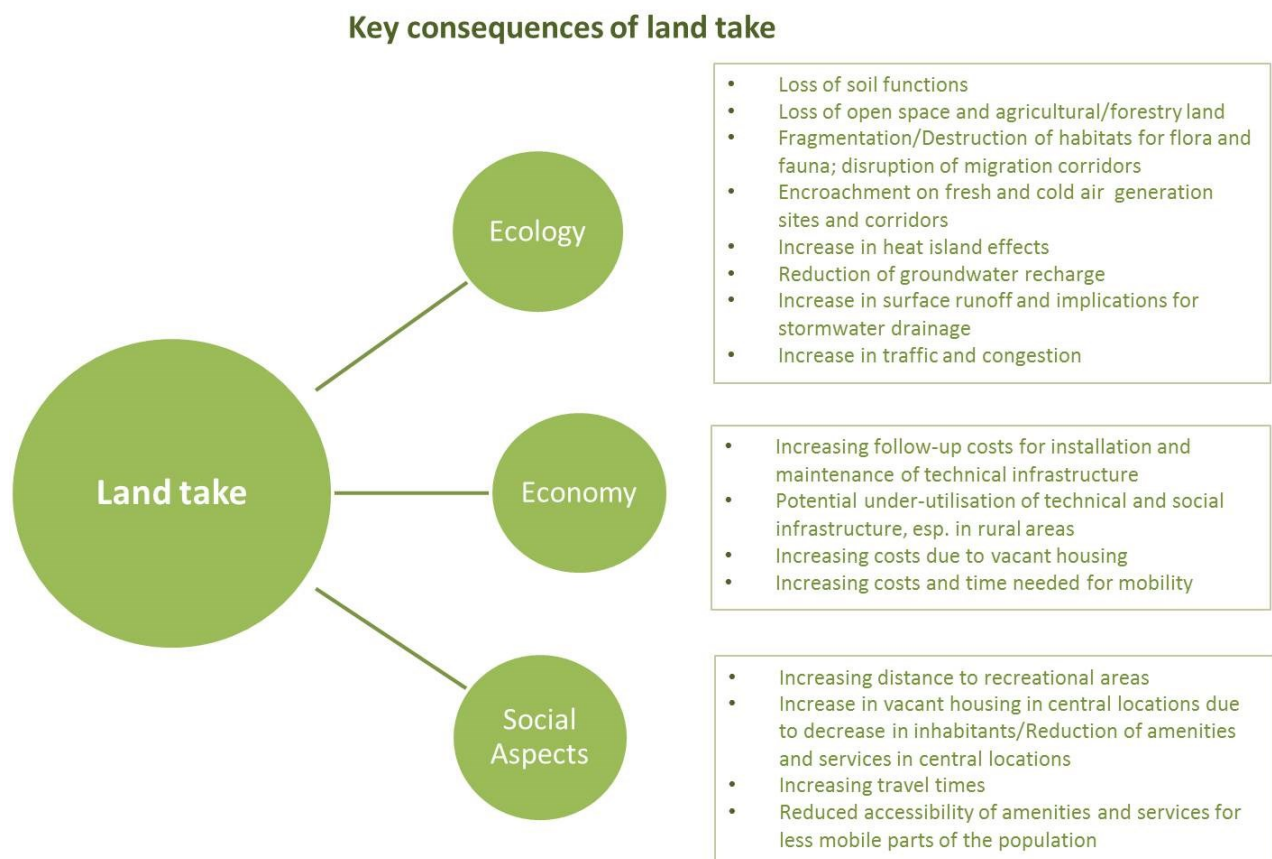 Key consequences of land take
• Loss of soil functions
• Loss of open space and agricultural/forestry land
• Fragmentation/Destruction of habitats for flora and
fauna; disruption of migration corridors
• Encroachment on fresh and cold air generation
sites and corridors
• Increase in heat island effects
• Reduction of groundwater recharge
• Increase in surface runoff and implications for
stormwater drainage
• Increase in traffic and congestion
Ecology
Land take
Economy
• Increasing follow-up costs for installation and
maintenance of technical infrastructure
• Potential under-utilisation of technical and social
infrastructure, esp. in rural areas
• Increasing costs due to vacant housing
• Increasing costs and time needed for mobility
Social
Aspects
• Increasing distance to recreational areas
• Increase in vacant housing in central locations due
to decrease in inhabitants/Reduction of amenities
and services in central locations
• Increasing travel times
• Reduced accessibility of amenities and services for
less mobile parts of the population